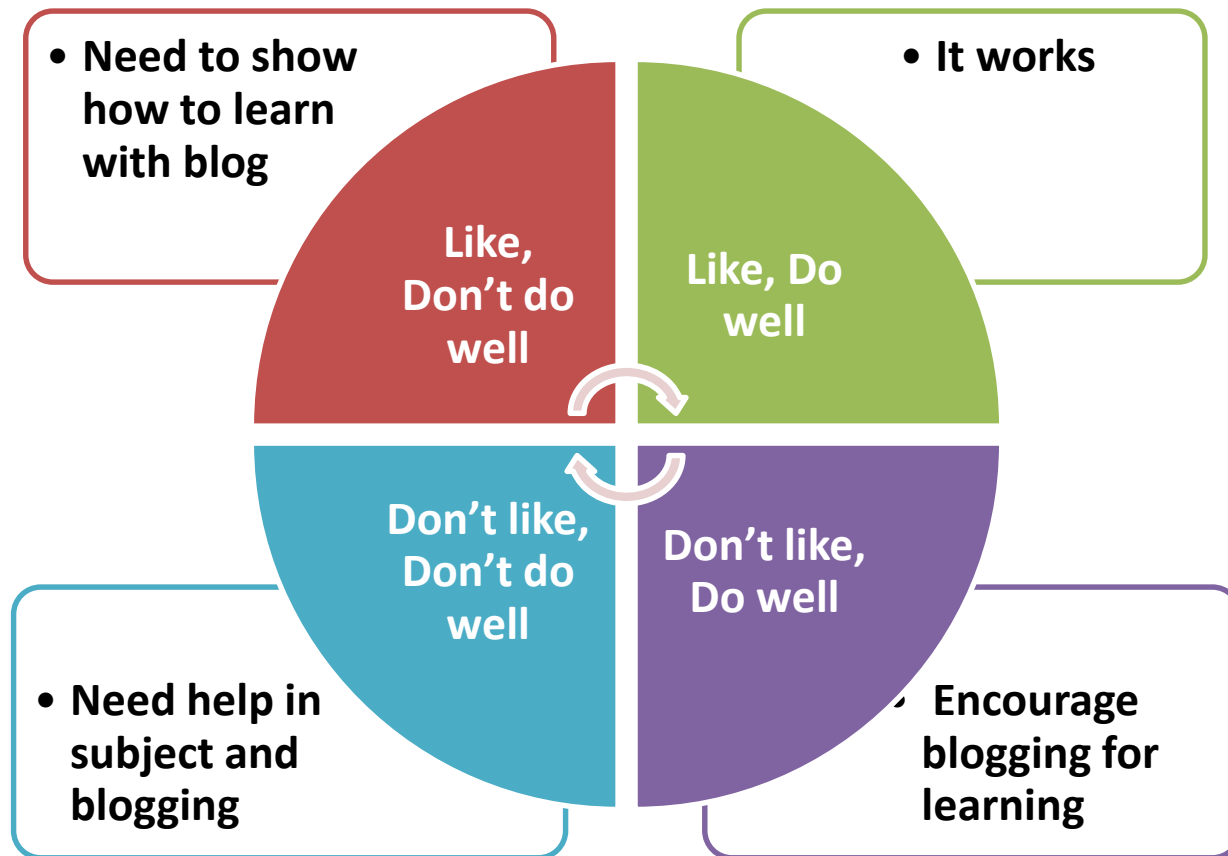 • Need to show
how to learn
with blog
• It works
Like,
Don’t do
well
Like, Do
well
Don’t like,
Don’t do
well
Don’t like,
Do well
• Need help in
subject and
blogging
• Encourage
blogging for
learning